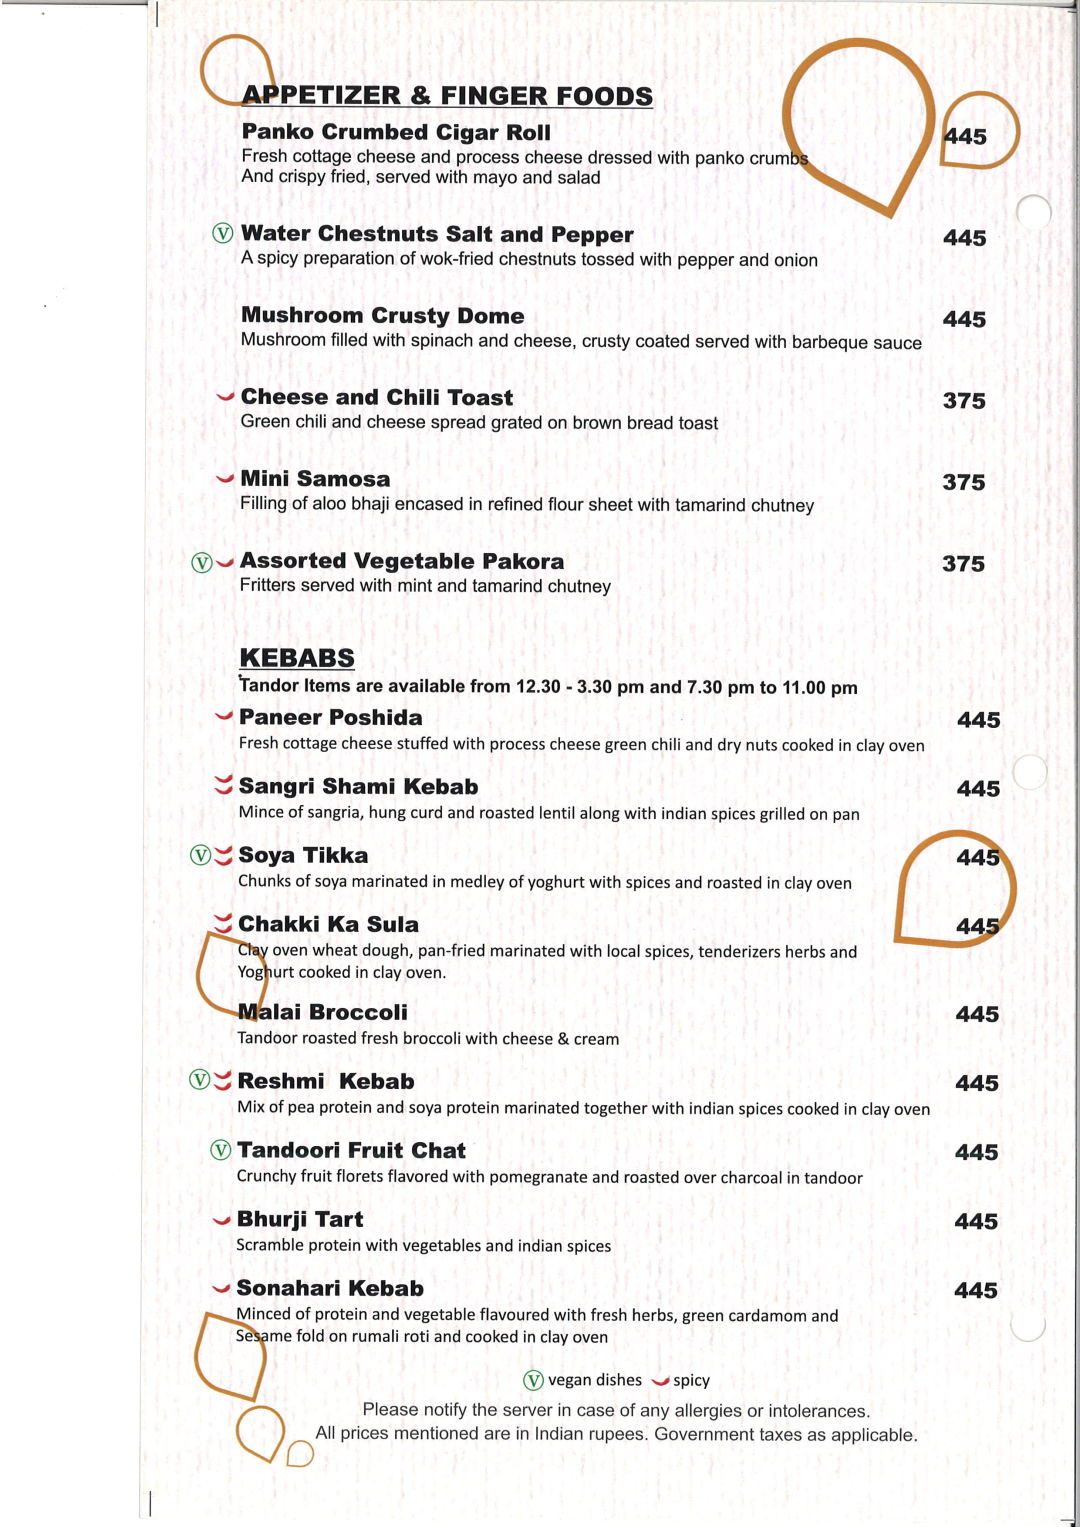 APPETIZER & FINGER FOODS
Panko Crumbed Cigar Roll 445
Fresh cottage cheese and process cheese dressed with panko crumbs
And crispy fried, served with mayo and salad
V Water Chestnuts Salt and Pepper 445
A spicy preparation of wok-fried chestnuts tossed with pepper and onion
Mushroom Crusty Dome 445
Mushroom filled with spinach and cheese, crusty coated served with barbeque sauce
Cheese and Chili Toast 375
Green chili and cheese spread grated on brown bread toast
Mini Samosa 375
Filling of aloo bhaji encased in refined flour sheet with tamarind chutney
V Assorted Vegetable Pakora 375
Fritters served with mint and tamarind chutney
KEBABS
Tandor Items are available from 12.30 - 3.30 pm and 7.30 pm to 11.00 pm
Paneer Poshida 445
Fresh cottage cheese stuffed with process cheese green chili and dry nuts cooked in clay oven
Sangri Shami Kebab 445
Mince of sangria, hung curd and roasted lentil along with indian spices grilled on pan
V Soya Tikka 445
Chunks of soya marinated in medley of yoghurt with spices and roasted in clay oven
Chakki Ka Sula 445
Clay oven wheat dough, pan-fried marinated with local spices, tenderizers herbs and
Yoghurt cooked in clay oven.
Malai Broccoli 445
Tandoor roasted fresh broccoli with cheese & cream
V Reshmi Kebab 445
Mix of pea protein and soya protein marinated together with indian spices cooked in clay oven
V Tandoori Fruit Chat 445
Crunchy fruit florets flavored with pomegranate and roasted over charcoal in tandoor
Bhurji Tart 445
Scramble protein with vegetables and indian spices
Sonahari Kebab 445
Minced of protein and vegetable flavoured with fresh herbs, green cardamom and
Sesame fold on rumali roti and cooked in clay oven
V vegan dishes spicy
Please notify the server in case of any allergies or intolerances.
All prices mentioned are in Indian rupees. Government taxes as applicable.